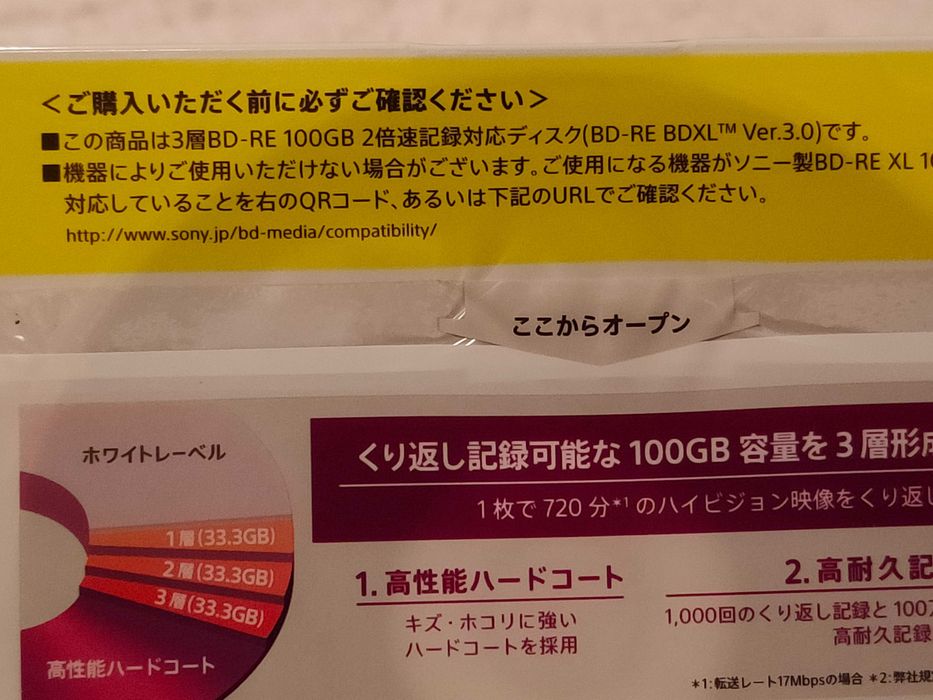 ＜ご購入いただく前に必ずご確認ください＞
■この商品は3層BD-RE 100GB 2倍速記録対応ディスク(BD-RE BDXL™ Ver.3.0)です。
■機器によりご使用いただけない場合がございます。ご使用になる機器がソニー製BD-RE XL 10
対応していることを右のQRコード、あるいは下記のURLでご確認ください。
http://www.sony.jp/bd-media/compatibility/
ここからオープン
ホワイトレーベル
1層(33.3GB)
2層(33.3GB)
3層(33.3GB)
高性能ハードコート
くり返し記録可能な100GB 容量を3層形成
1枚で720分*1のハイビジョン映像をくり返し
1. 高性能ハードコート
キズ・ホコリに強い
ハードコートを採用
2. 高耐久記
1,000回のくり返し記録と100万
高耐久記録
*1:転送レート17Mbpsの場合 *2:弊社規